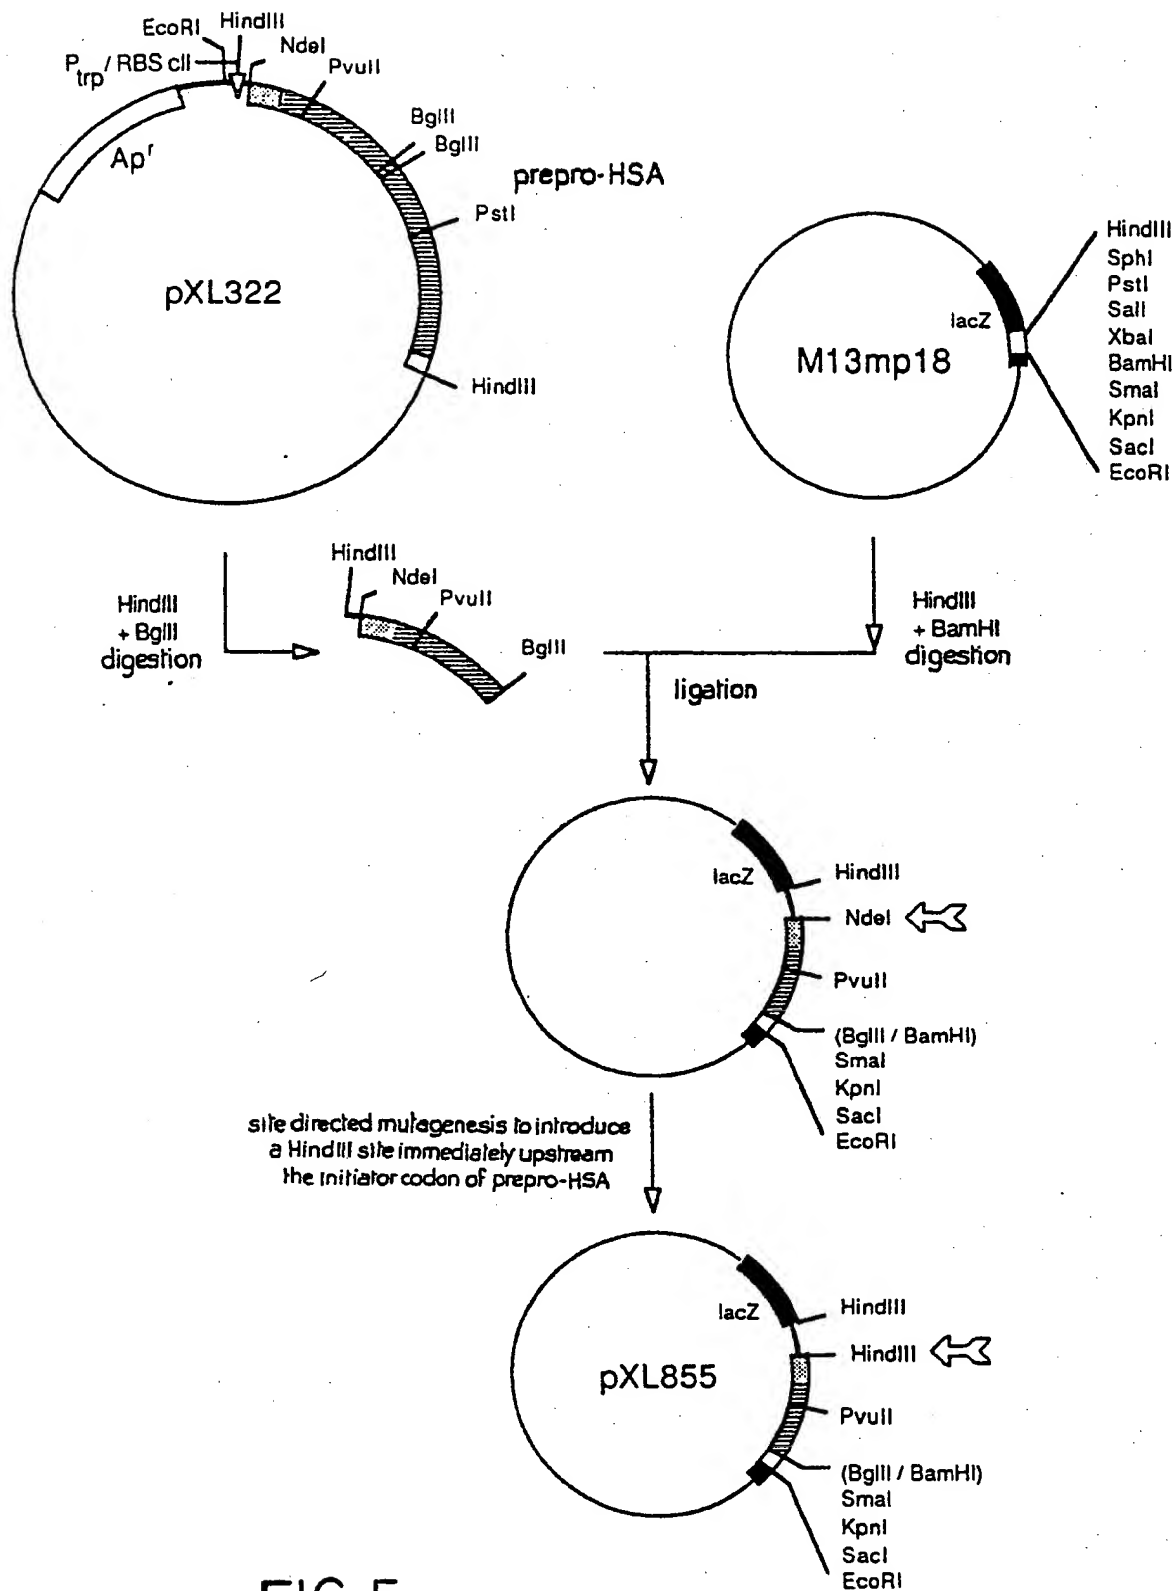 EcoRI
HindIII
NdeI
Ptrp / RBS cII
PvuII
BglII
BglII
Apr
prepro-HSA
PstI
pXL322
HindIII
HindIII
SphI
PstI
SalI
XbaI
BamHI
SmaI
KpnI
SacI
EcoRI
lacZ
M13mp18
HindIII
+ BglII
digestion
HindIII
NdeI
PvuII
BglII
HindIII
+ BamHI
digestion
ligation
lacZ
HindIII
NdeI
PvuII
(BglII / BamHI)
SmaI
KpnI
SacI
EcoRI
site directed mutagenesis to introduce
a HindIII site immediately upstream
the initiator codon of prepro-HSA
lacZ
HindIII
HindIII
pXL855
PvuII
(BglII / BamHI)
SmaI
KpnI
SacI
EcoRI
FIG. 5